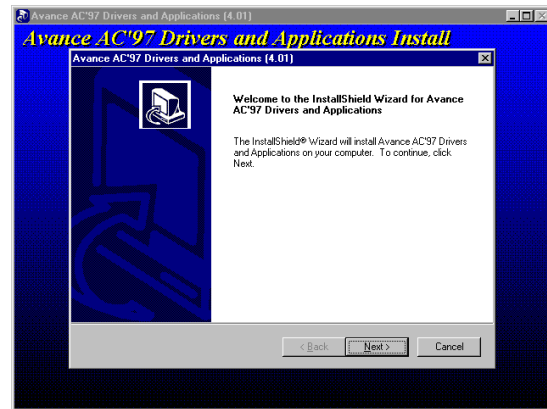 Avance AC'97 Drivers and Applications (4.01)
Avance AC'97 Drivers and Applications Install
Avance AC'97 Drivers and Applications (4.01)
Welcome to the InstallShield Wizard for Avance
AC'97 Drivers and Applications
The InstallShield® Wizard will install Avance AC'97 Drivers
and Applications on your computer. To continue, click
Next.
< Back
Next >
Cancel